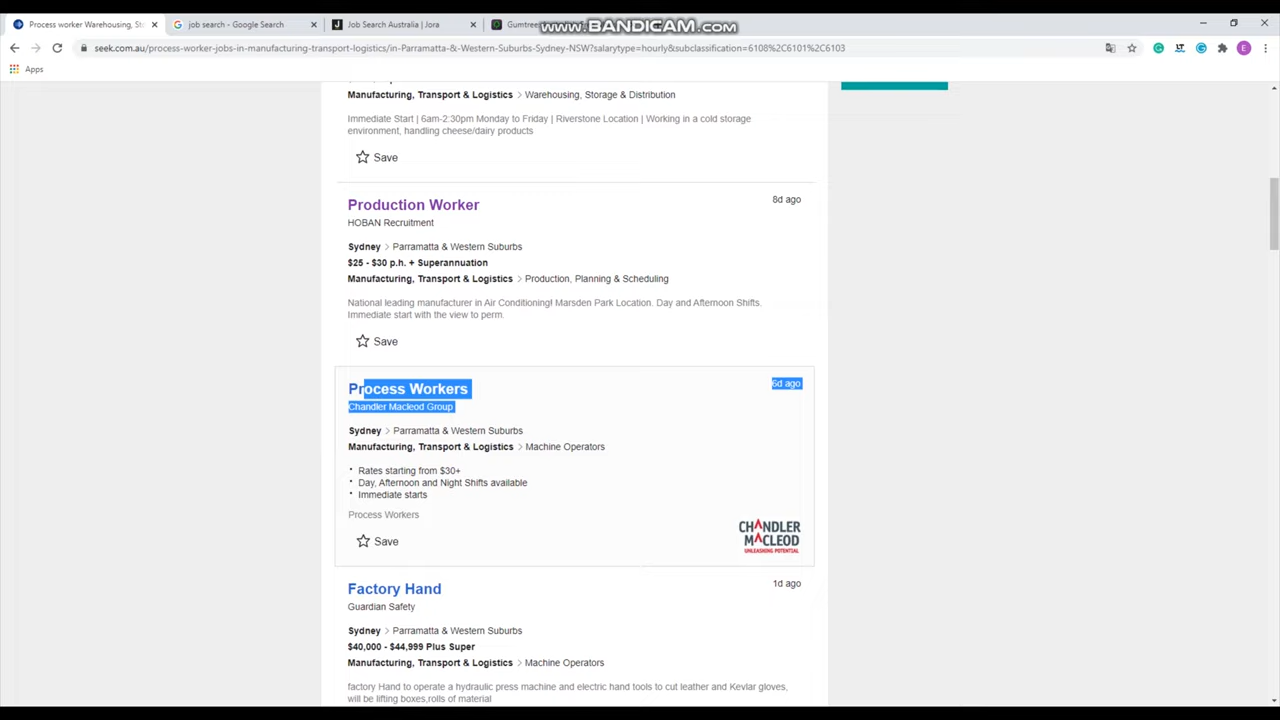 Process worker Warehousing, St
job search - Google Search
Job Search Australia | Jora
Gumtree
www.BANDICAM.com
seek.com.au/process-worker-jobs-in-manufacturing-transport-logistics/in-Parramatta-&-Western-Suburbs-Sydney-NSW?salarytype=hourly&subclassification=6108%2C6101%2C6103
E
Apps
Manufacturing, Transport & Logistics > Warehousing, Storage & Distribution
Immediate Start | 6am-2:30pm Monday to Friday | Riverstone Location | Working in a cold storage
environment, handling cheese/dairy products
Save
Production Worker
8d ago
HOBAN Recruitment
Sydney > Parramatta & Western Suburbs
$25 - $30 p.h. + Superannuation
Manufacturing, Transport & Logistics > Production, Planning & Scheduling
National leading manufacturer in Air Conditioning! Marsden Park Location. Day and Afternoon Shifts.
Immediate start with the view to perm.
Save
Process Workers
6d ago
Chandler Macleod Group
Sydney > Parramatta & Western Suburbs
Manufacturing, Transport & Logistics > Machine Operators
• Rates starting from $30+
• Day, Afternoon and Night Shifts available
• Immediate starts
Process Workers
CHANDLER
MACLEOD
UNLEASHING POTENTIAL
Save
Factory Hand
1d ago
Guardian Safety
Sydney > Parramatta & Western Suburbs
$40,000 - $44,999 Plus Super
Manufacturing, Transport & Logistics > Machine Operators
factory Hand to operate a hydraulic press machine and electric hand tools to cut leather and Kevlar gloves,
will be lifting boxes,rolls of material